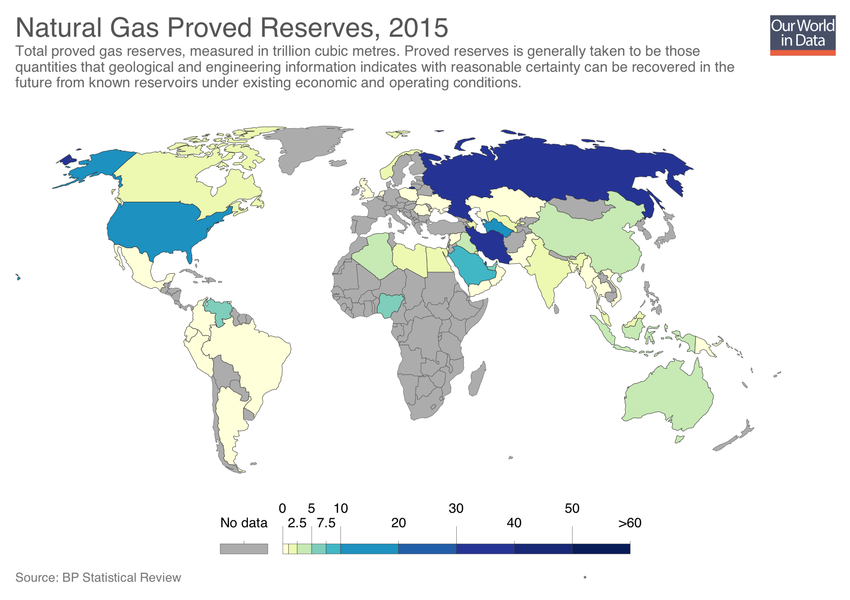 Natural Gas Proved Reserves, 2015
Our World
in Data
Total proved gas reserves, measured in trillion cubic metres. Proved reserves is generally taken to be those
quantities that geological and engineering information indicates with reasonable certainty can be recovered in the
future from known reservoirs under existing economic and operating conditions.
0 5 10 30 50
No data 2.5 7.5 20 40 >60
Source: BP Statistical Review